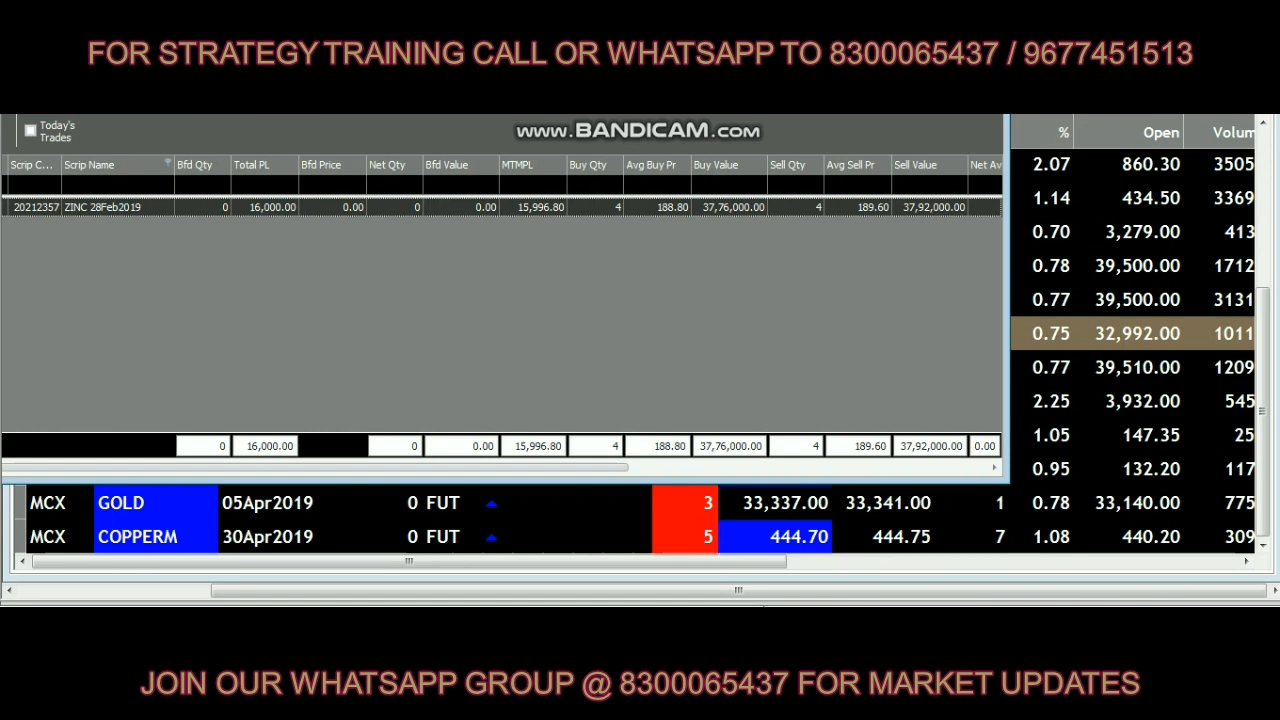 FOR STRATEGY TRAINING CALL OR WHATSAPP TO 8300065437 / 9677451513
Today's
Trades
www.BANDICAM.com
% Open Volum
Scrip C... Scrip Name Bfd Qty Total PL Bfd Price Net Qty Bfd Value MTMPL Buy Qty Avg Buy Pr Buy Value Sell Qty Avg Sell Pr Sell Value Net Av
2.07 860.30 3505
1.14 434.50 3369
20212357 ZINC 28Feb2019 0 16,000.00 0.00 0 0.00 15,996.80 4 188.80 37,76,000.00 4 189.60 37,92,000.00
0.70 3,279.00 413
0.78 39,500.00 1712
0.77 39,500.00 3131
0.75 32,992.00 1011
0.77 39,510.00 1209
2.25 3,932.00 545
1.05 147.35 25
0 16,000.00 0 0.00 15,996.80 4 188.80 37,76,000.00 4 189.60 37,92,000.00 0.00
0.95 132.20 117
MCX GOLD 05Apr2019 0 FUT 3 33,337.00 33,341.00 1 0.78 33,140.00 775
MCX COPPERM 30Apr2019 0 FUT 5 444.70 444.75 7 1.08 440.20 309
JOIN OUR WHATSAPP GROUP @ 8300065437 FOR MARKET UPDATES